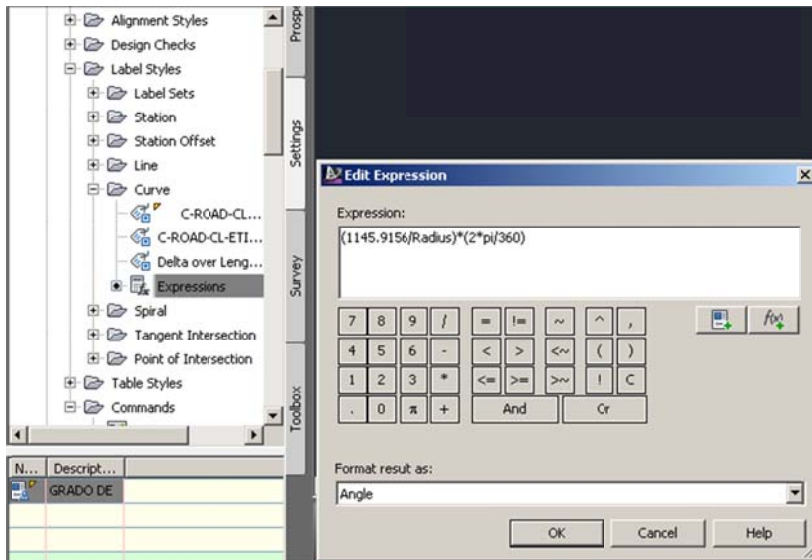 Alignment Styles
Design Checks
Label Styles
Label Sets
Station
Station Offset
Line
Curve
C-ROAD-CL...
C-ROAD-CL-ETI...
Delta over Leng...
Expressions
Spiral
Tangent Intersection
Point of Intersection
Table Styles
Commands
N... Descript...
GRADO DE
Prosp
Settings
Survey
Toolbox
Edit Expression
Expression:
(1145.9156/Radius)*(2*pi/360)
7 8 9 / = != ~ ^ ,
4 5 6 - < > <~ ( )
1 2 3 * <= >= >~ ! C
. 0 π + And Or
f(x)
Format result as:
Angle
OK Cancel Help